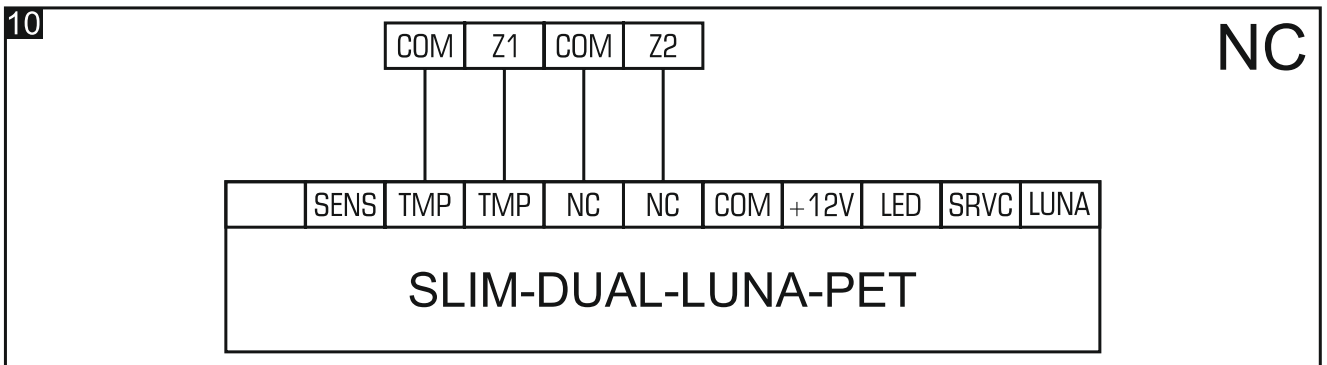 10
NC
COM Z1 COM Z2
SENS TMP TMP NC NC COM +12V LED SRVC LUNA
SLIM-DUAL-LUNA-PET